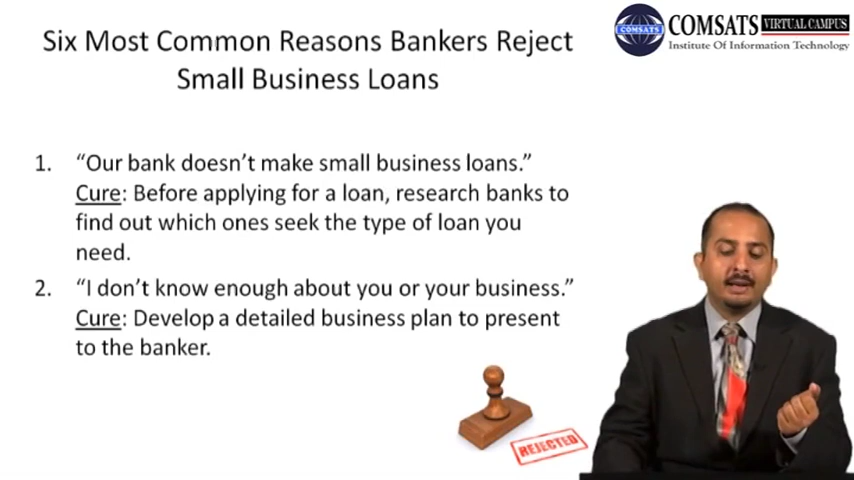 Six Most Common Reasons Bankers Reject
Small Business Loans
COMSATS VIRTUAL CAMPUS
Institute Of Information Technology
COMSATS
1. “Our bank doesn’t make small business loans.”
Cure: Before applying for a loan, research banks to
find out which ones seek the type of loan you
need.
2. “I don’t know enough about you or your business.”
Cure: Develop a detailed business plan to present
to the banker.
REJECTED